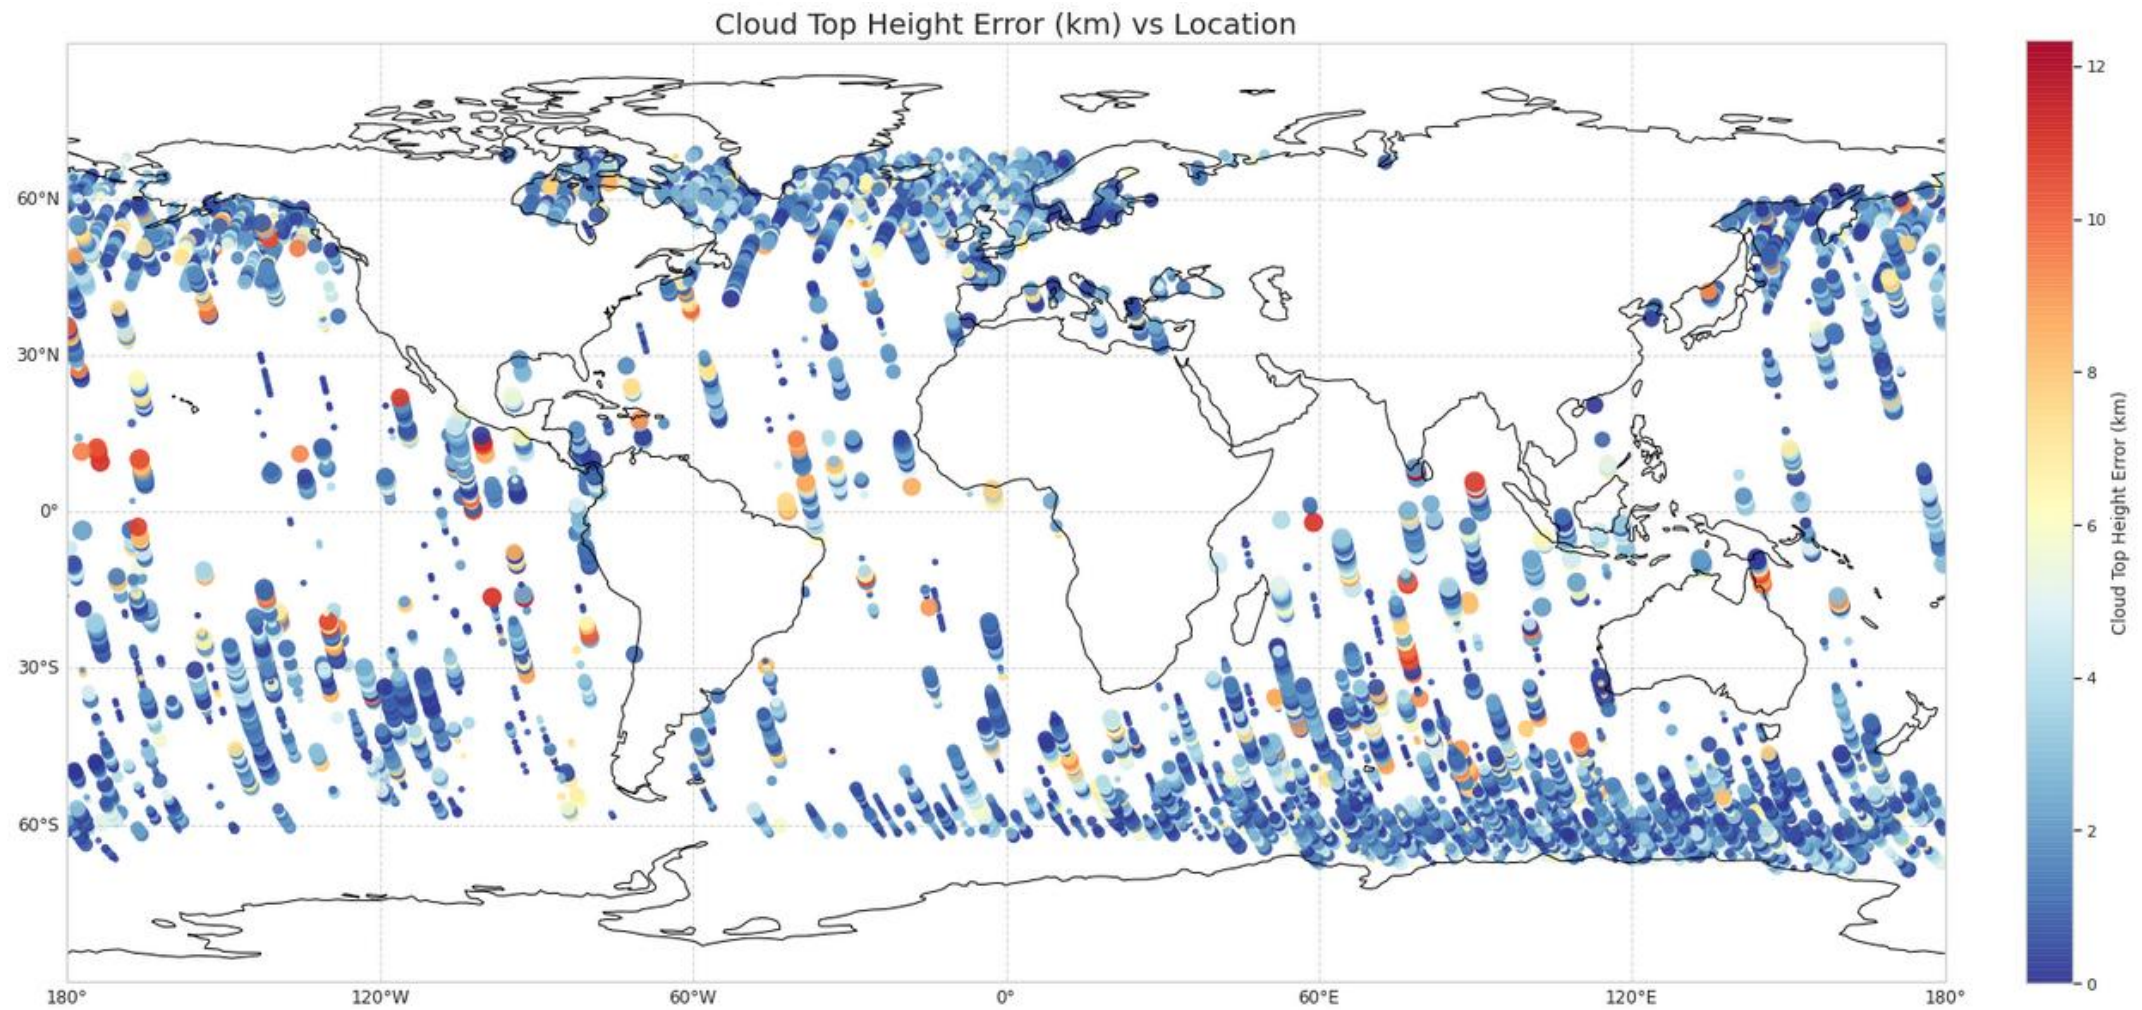 Cloud Top Height Error (km) vs Location
60°N
30°N
0°
30°S
60°S
180°
120°W
60°W
0°
60°E
120°E
180°
12
10
8
6
4
2
0
Cloud Top Height Error (km)